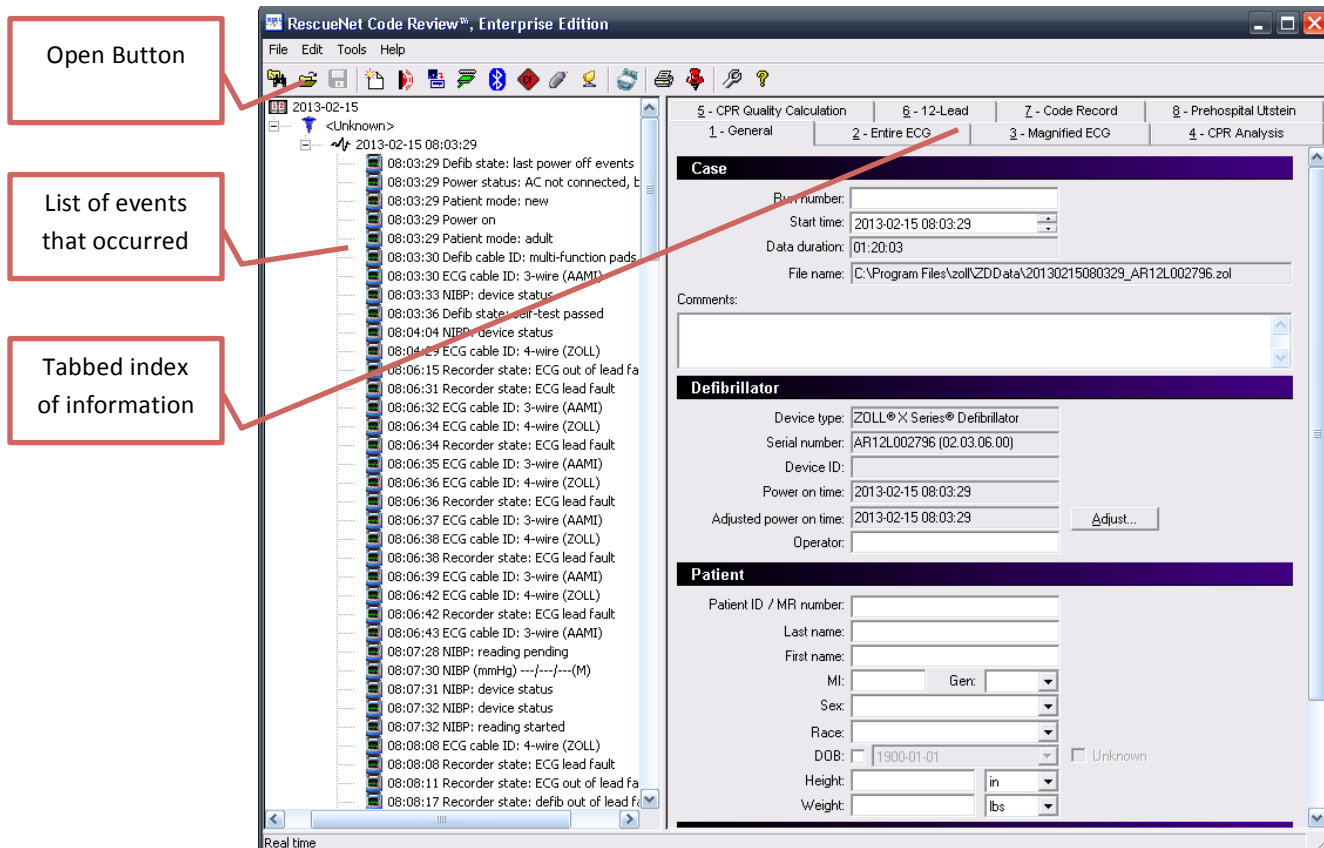 Open Button
List of events
that occurred
Tabbed index
of information
RescueNet Code Review™, Enterprise Edition
File Edit Tools Help
2013-02-15
<Unknown>
2013-02-15 08:03:29
08:03:29 Defib state: last power off events
08:03:29 Power status: AC not connected, b
08:03:29 Patient mode: new
08:03:29 Power on
08:03:29 Patient mode: adult
08:03:30 Defib cable ID: multi-function pads
08:03:30 ECG cable ID: 3-wire (AAMI)
08:03:33 NIBP: device status
08:03:36 Defib state: self-test passed
08:04:04 NIBP: device status
08:04:29 ECG cable ID: 4-wire (ZOLL)
08:06:15 Recorder state: ECG out of lead fa
08:06:31 Recorder state: ECG lead fault
08:06:32 ECG cable ID: 3-wire (AAMI)
08:06:34 ECG cable ID: 4-wire (ZOLL)
08:06:34 Recorder state: ECG lead fault
08:06:35 ECG cable ID: 3-wire (AAMI)
08:06:36 ECG cable ID: 4-wire (ZOLL)
08:06:36 Recorder state: ECG lead fault
08:06:37 ECG cable ID: 3-wire (AAMI)
08:06:38 ECG cable ID: 4-wire (ZOLL)
08:06:38 Recorder state: ECG lead fault
08:06:39 ECG cable ID: 3-wire (AAMI)
08:06:42 ECG cable ID: 4-wire (ZOLL)
08:06:42 Recorder state: ECG lead fault
08:06:43 ECG cable ID: 3-wire (AAMI)
08:07:28 NIBP: reading pending
08:07:30 NIBP (mmHg) ---/---/---(M)
08:07:31 NIBP: device status
08:07:32 NIBP: device status
08:07:32 NIBP: reading started
08:08:08 ECG cable ID: 4-wire (ZOLL)
08:08:08 Recorder state: ECG lead fault
08:08:11 Recorder state: ECG out of lead fa
08:08:17 Recorder state: defib out of lead fa
5 - CPR Quality Calculation 6 - 12-Lead 7 - Code Record 8 - Prehospital Utstein
1 - General 2 - Entire ECG 3 - Magnified ECG 4 - CPR Analysis
Case
Run number:
Start time: 2013-02-15 08:03:29
Data duration: 01:20:03
File name: C:\Program Files\zoll\ZDData\20130215080329_AR12L002796.zol
Comments:
Defibrillator
Device type: ZOLL® X Series® Defibrillator
Serial number: AR12L002796 (02.03.06.00)
Device ID:
Power on time: 2013-02-15 08:03:29
Adjusted power on time: 2013-02-15 08:03:29 Adjust...
Operator:
Patient
Patient ID / MR number:
Last name:
First name:
MI: Gen:
Sex:
Race:
DOB: 1900-01-01 Unknown
Height: in
Weight: lbs
Real time